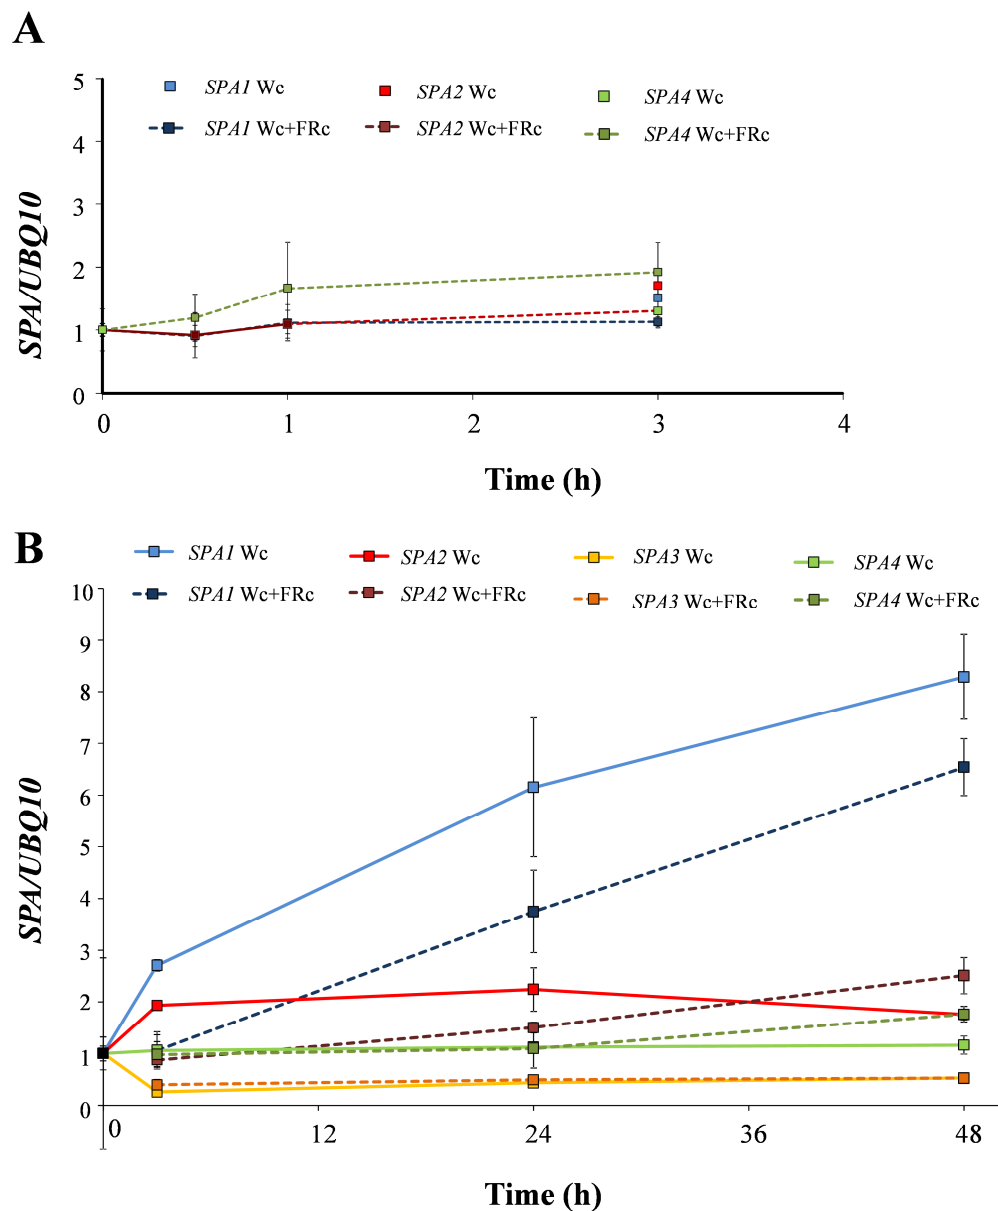 A
SPA1 Wc
SPA2 Wc
SPA4 Wc
SPA1 Wc+FRc
SPA2 Wc+FRc
SPA4 Wc+FRc
SPA/UBQ10
5
4
3
2
1
0
0 1 2 3 4
Time (h)
B
SPA1 Wc
SPA2 Wc
SPA3 Wc
SPA4 Wc
SPA1 Wc+FRc
SPA2 Wc+FRc
SPA3 Wc+FRc
SPA4 Wc+FRc
SPA/UBQ10
10
9
8
7
6
5
4
3
2
1
0
0 12 24 36 48
Time (h)